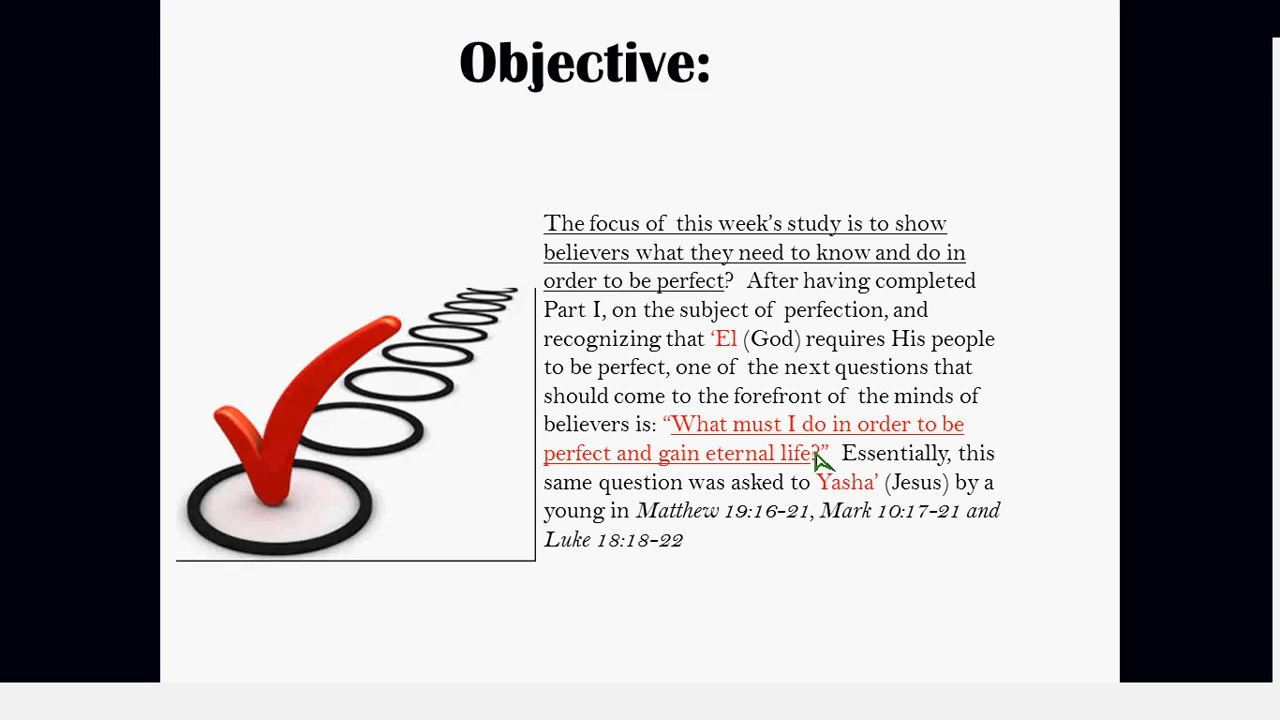 Objective:
The focus of this week's study is to show
believers what they need to know and do in
order to be perfect? After having completed
Part I, on the subject of perfection, and
recognizing that ‘El (God) requires His people
to be perfect, one of the next questions that
should come to the forefront of the minds of
believers is: “What must I do in order to be
perfect and gain eternal life?” Essentially, this
same question was asked to Yasha’ (Jesus) by a
young in Matthew 19:16-21, Mark 10:17-21 and
Luke 18:18-22